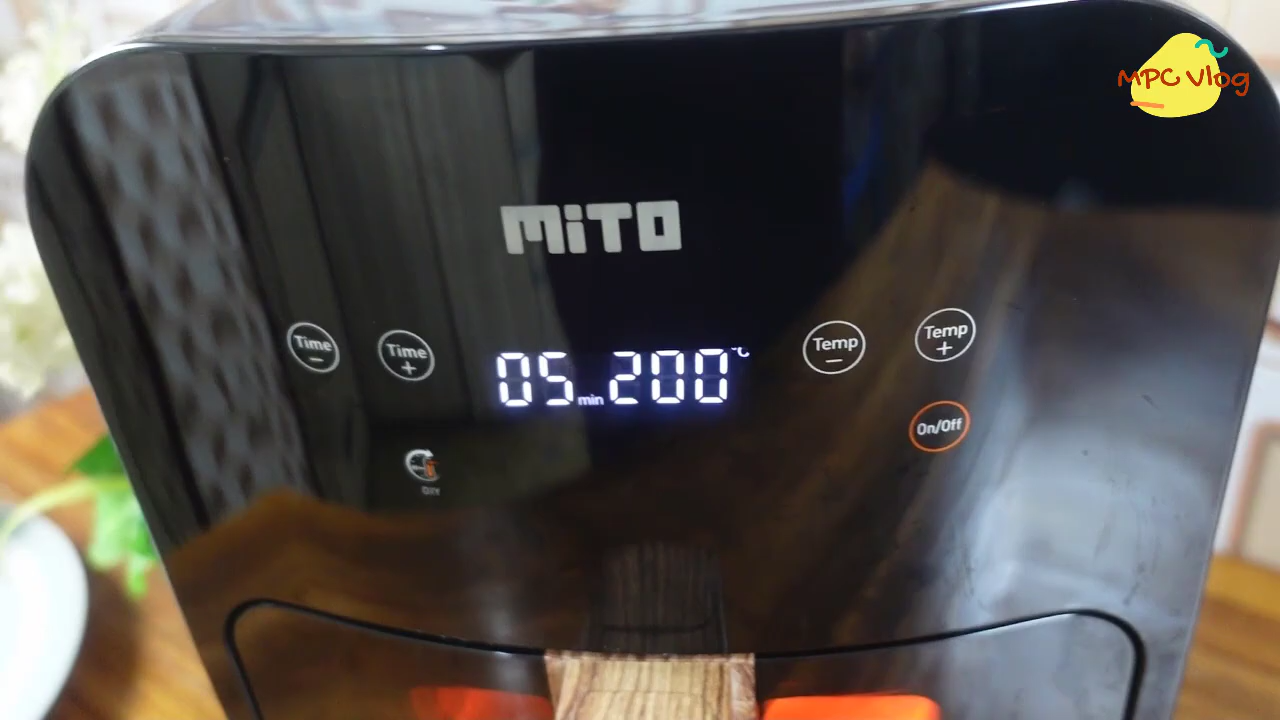 MPC Vlog
MiTO
Time
−
Time
+
05 min 200 °C
Temp
−
Temp
+
On/Off
DIY